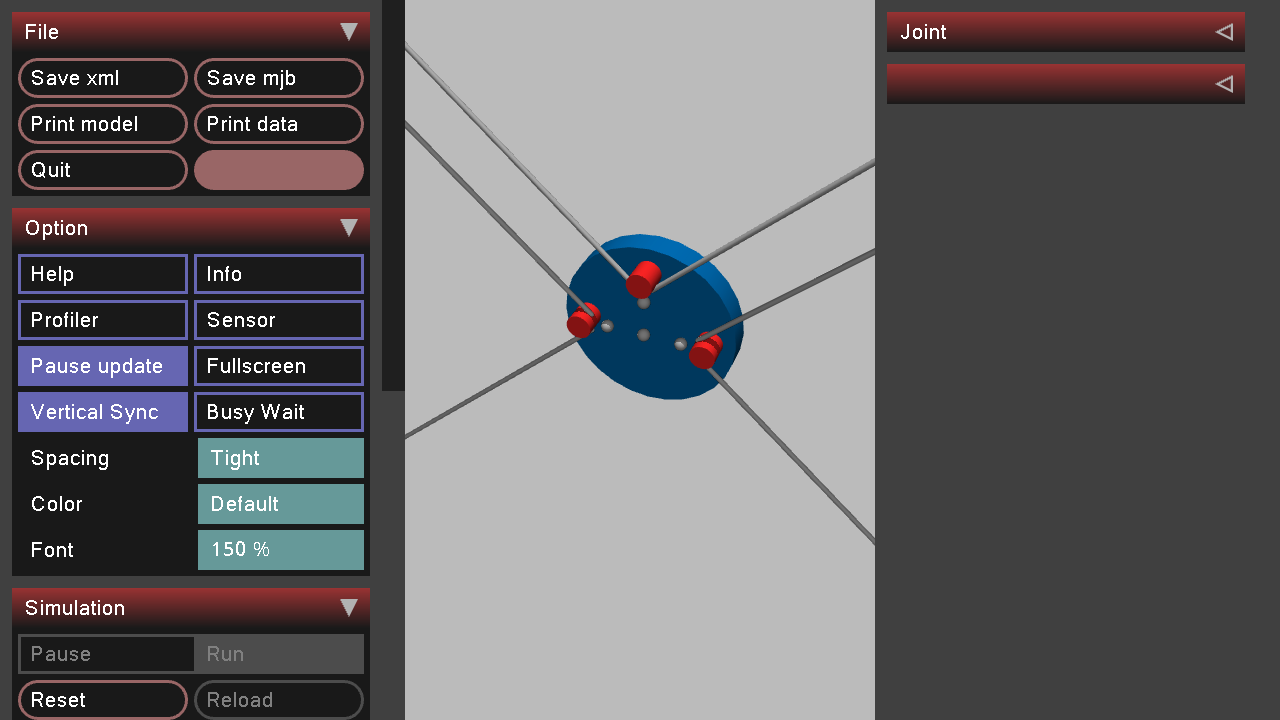 File
Save xml
Save mjb
Print model
Print data
Quit
Option
Help
Info
Profiler
Sensor
Pause update
Fullscreen
Vertical Sync
Busy Wait
Spacing
Tight
Color
Default
Font
150 %
Simulation
Pause
Run
Reset
Reload
Joint